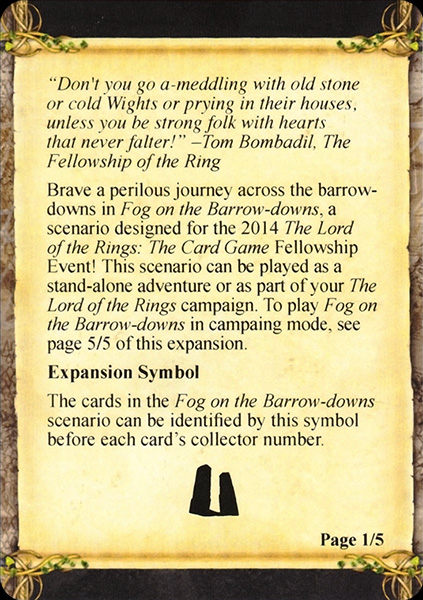 “Don't you go a-meddling with old stone
or cold Wights or prying in their houses,
unless you be strong folk with hearts
that never falter!” –Tom Bombadil, The
Fellowship of the Ring
Brave a perilous journey across the barrow-
downs in Fog on the Barrow-downs, a
scenario designed for the 2014 The Lord
of the Rings: The Card Game Fellowship
Event! This scenario can be played as a
stand-alone adventure or as part of your The
Lord of the Rings campaign. To play Fog on
the Barrow-downs in campaing mode, see
page 5/5 of this expansion.
Expansion Symbol
The cards in the Fog on the Barrow-downs
scenario can be identified by this symbol
before each card’s collector number.
Page 1/5